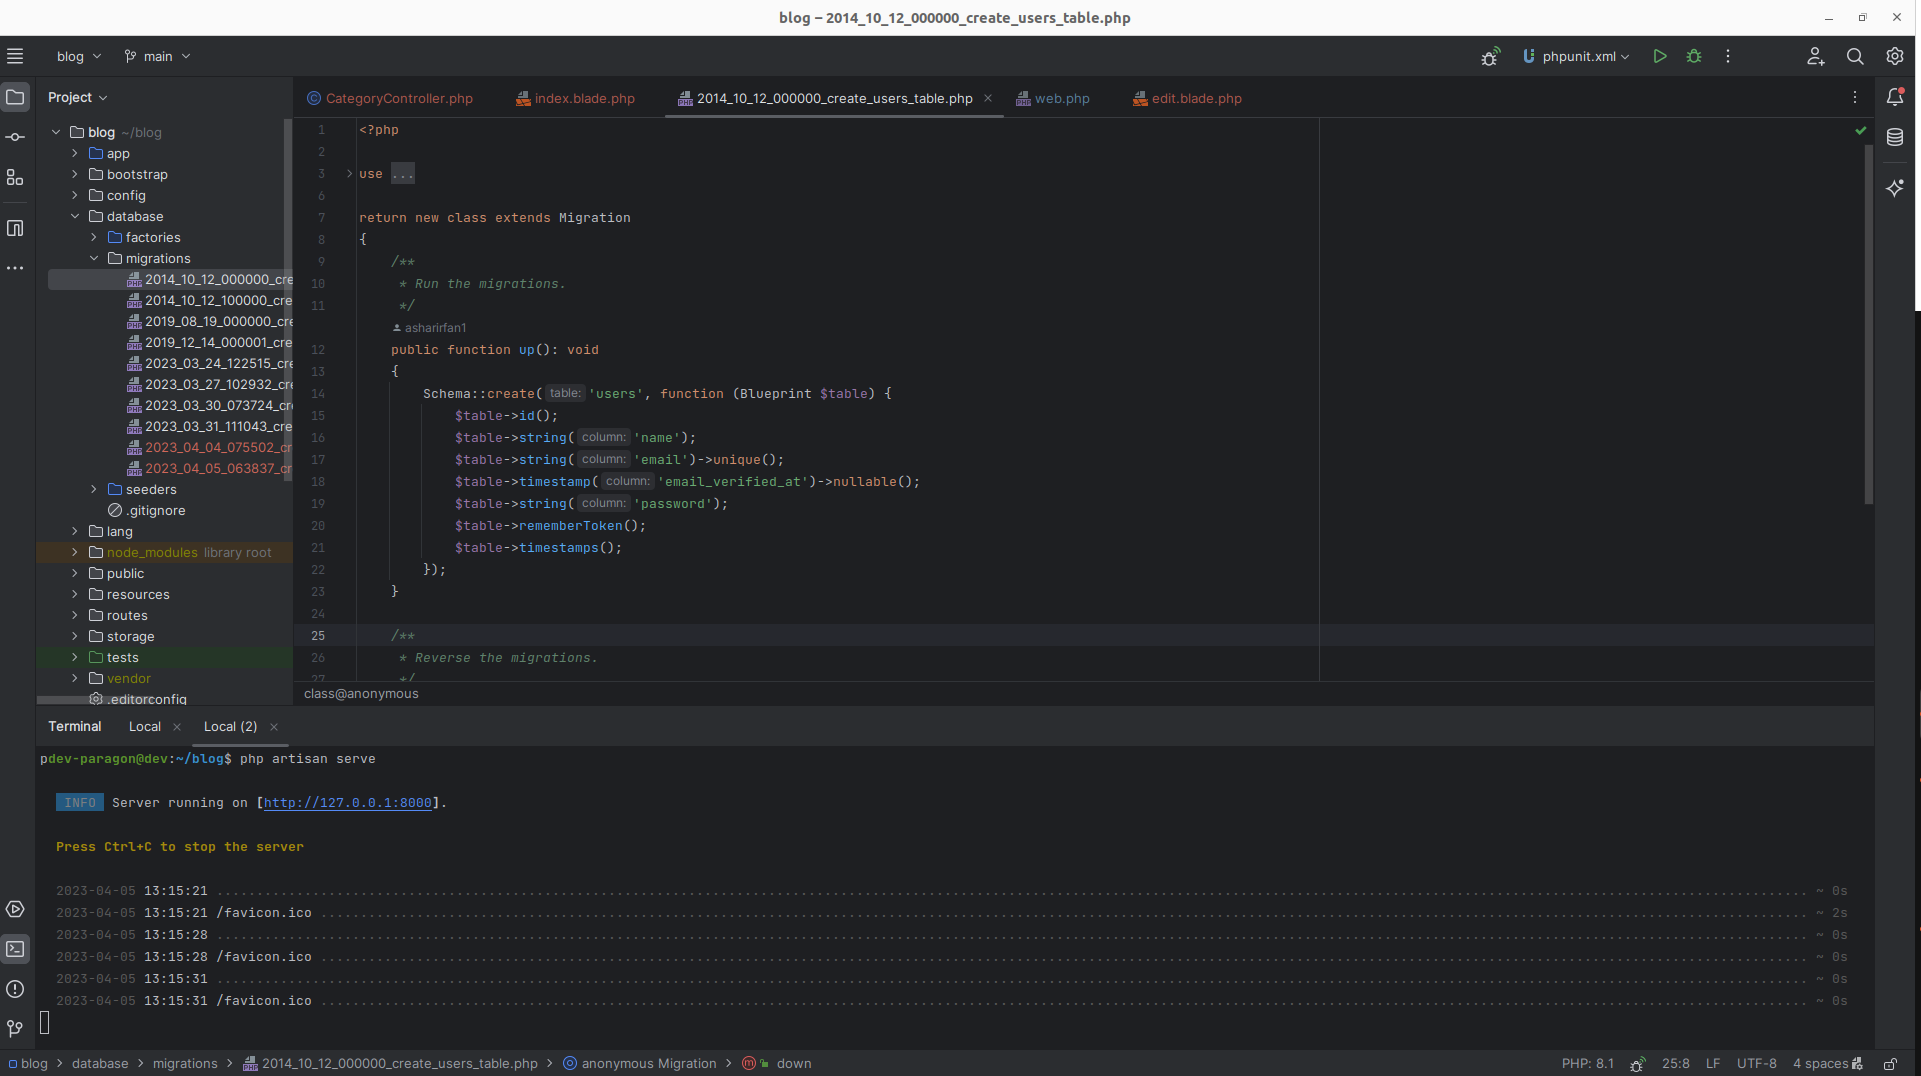 blog – 2014_10_12_000000_create_users_table.php
blog
main
phpunit.xml
Project
CategoryController.php
index.blade.php
2014_10_12_000000_create_users_table.php
web.php
edit.blade.php
blog ~/blog
app
bootstrap
config
database
factories
migrations
2014_10_12_000000_cre
2014_10_12_100000_cre
2019_08_19_000000_cre
2019_12_14_000001_cre
2023_03_24_122515_cre
2023_03_27_102932_cre
2023_03_30_073724_cre
2023_03_31_111043_cre
2023_04_04_075502_cr
2023_04_05_063837_cr
seeders
.gitignore
lang
node_modules library root
public
resources
routes
storage
tests
vendor
.editorconfig
1 <?php
2
3 use ...
6
7 return new class extends Migration
8 {
9 /**
10 * Run the migrations.
11 */
asharirfan1
12 public function up(): void
13 {
14 Schema::create( table: 'users', function (Blueprint $table) {
15 $table->id();
16 $table->string( column: 'name');
17 $table->string( column: 'email')->unique();
18 $table->timestamp( column: 'email_verified_at')->nullable();
19 $table->string( column: 'password');
20 $table->rememberToken();
21 $table->timestamps();
22 });
23 }
24
25 /**
26 * Reverse the migrations.
27 */
class@anonymous
Terminal
Local
Local (2)
pdev-paragon@dev:~/blog$ php artisan serve
INFO Server running on [http://127.0.0.1:8000].
Press Ctrl+C to stop the server
2023-04-05 13:15:21 ~ 0s
2023-04-05 13:15:21 /favicon.ico ~ 2s
2023-04-05 13:15:28 ~ 0s
2023-04-05 13:15:28 /favicon.ico ~ 0s
2023-04-05 13:15:31 ~ 0s
2023-04-05 13:15:31 /favicon.ico ~ 0s
blog > database > migrations > 2014_10_12_000000_create_users_table.php > anonymous Migration > down
PHP: 8.1
25:8
LF
UTF-8
4 spaces